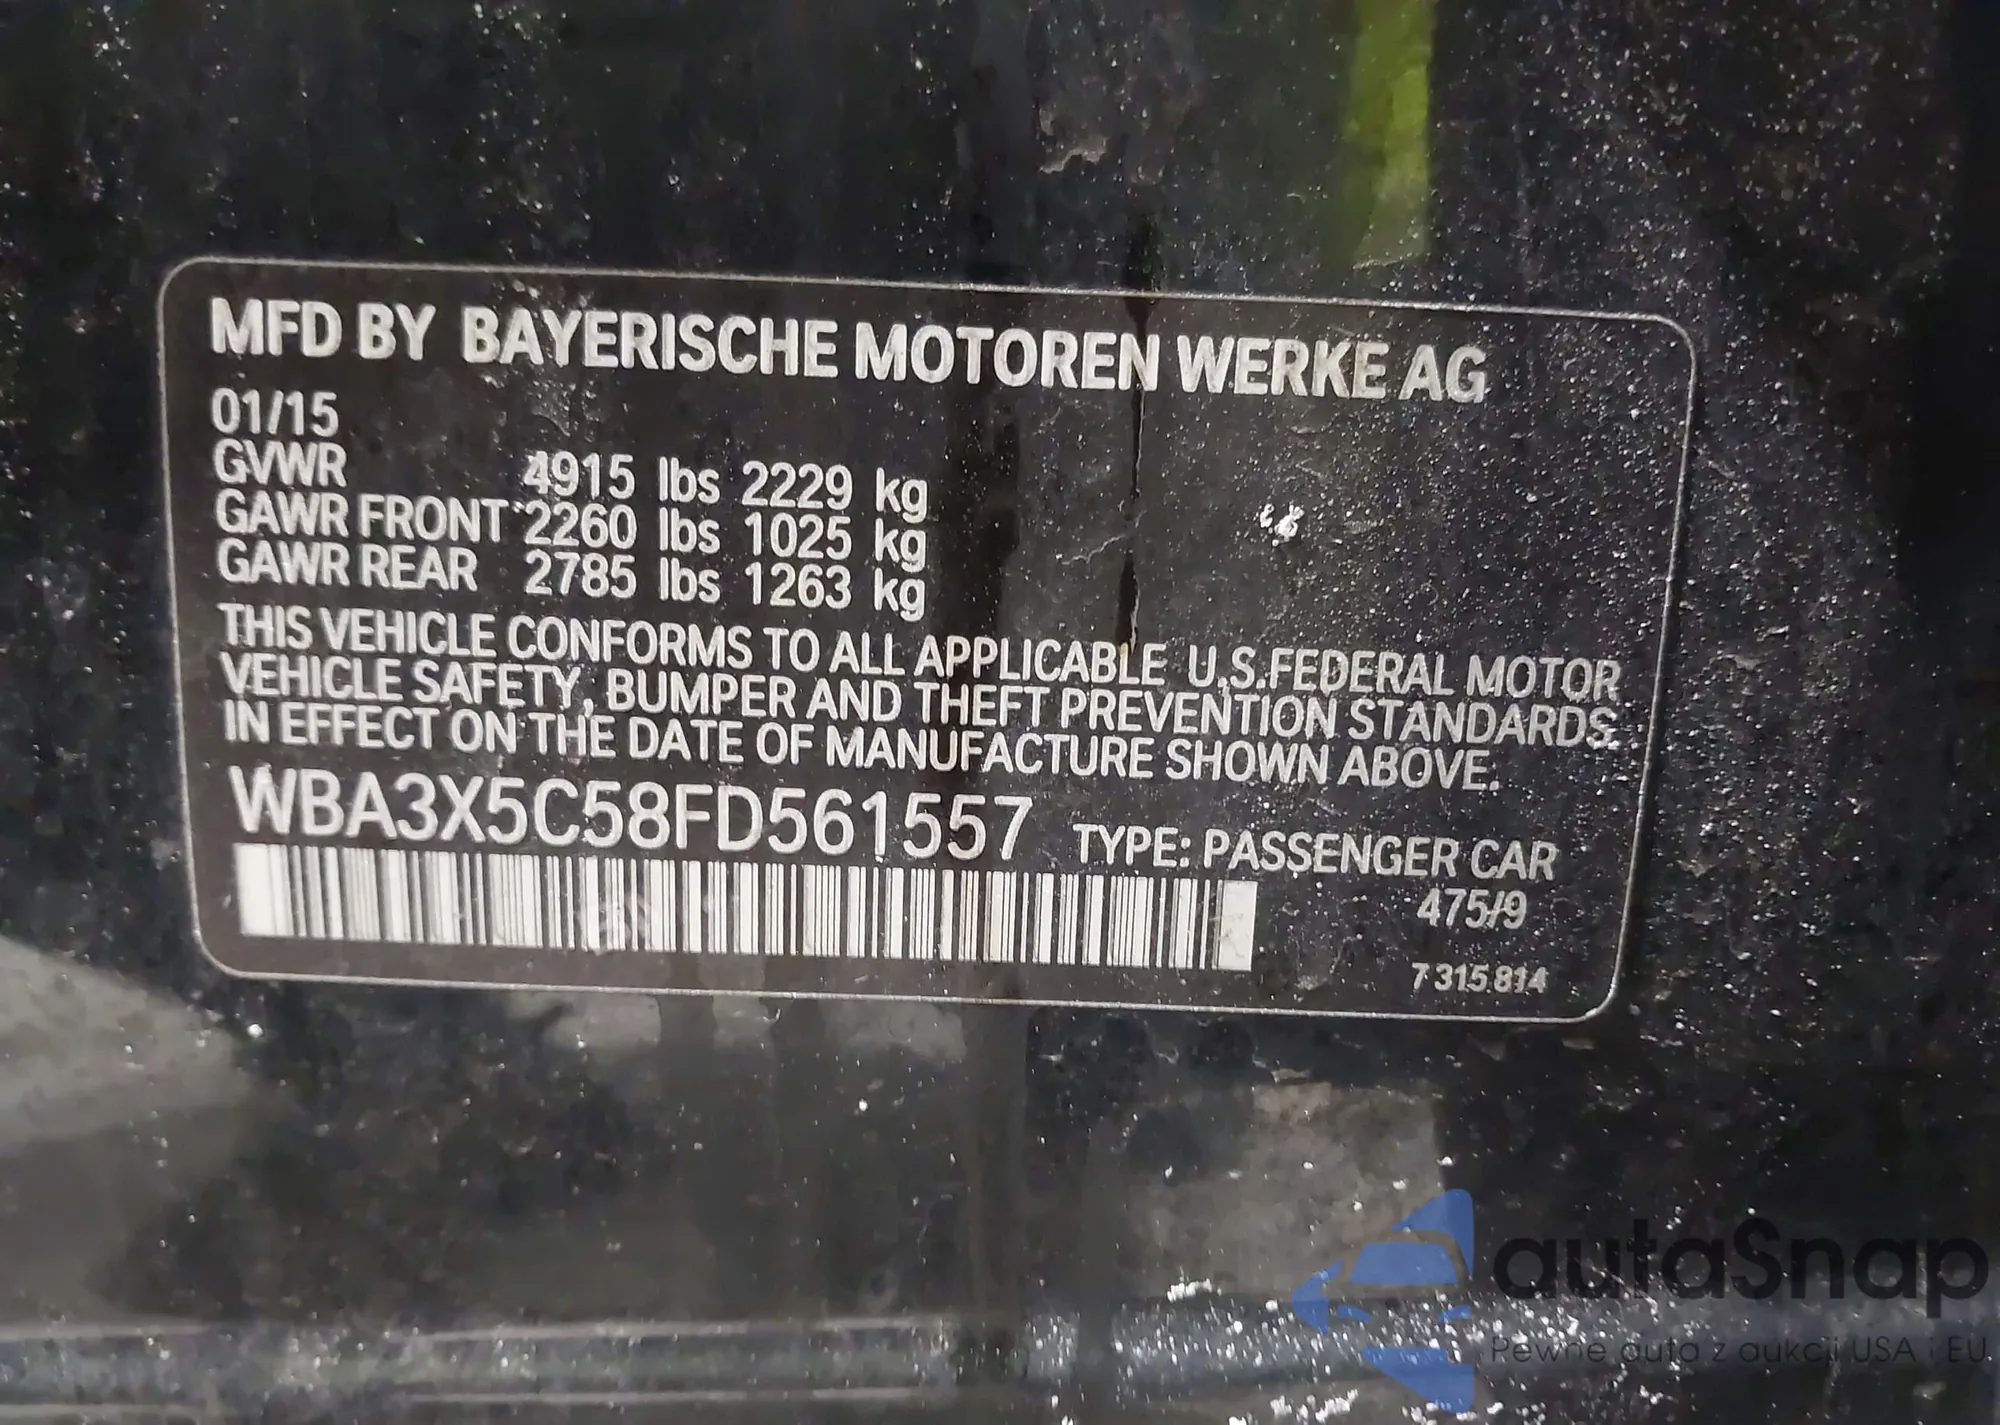 MFD BY BAYERISCHE MOTOREN WERKE AG
01/15
GVWR 4915 lbs 2229 kg
GAWR FRONT 2260 lbs 1025 kg
GAWR REAR 2785 lbs 1263 kg
THIS VEHICLE CONFORMS TO ALL APPLICABLE U.S.FEDERAL MOTOR
VEHICLE SAFETY, BUMPER AND THEFT PREVENTION STANDARDS
IN EFFECT ON THE DATE OF MANUFACTURE SHOWN ABOVE.
WBA3X5C58FD561557 TYPE: PASSENGER CAR
475/9
7 315 814
autaSnap
Pewne auta z aukcji USA i EU